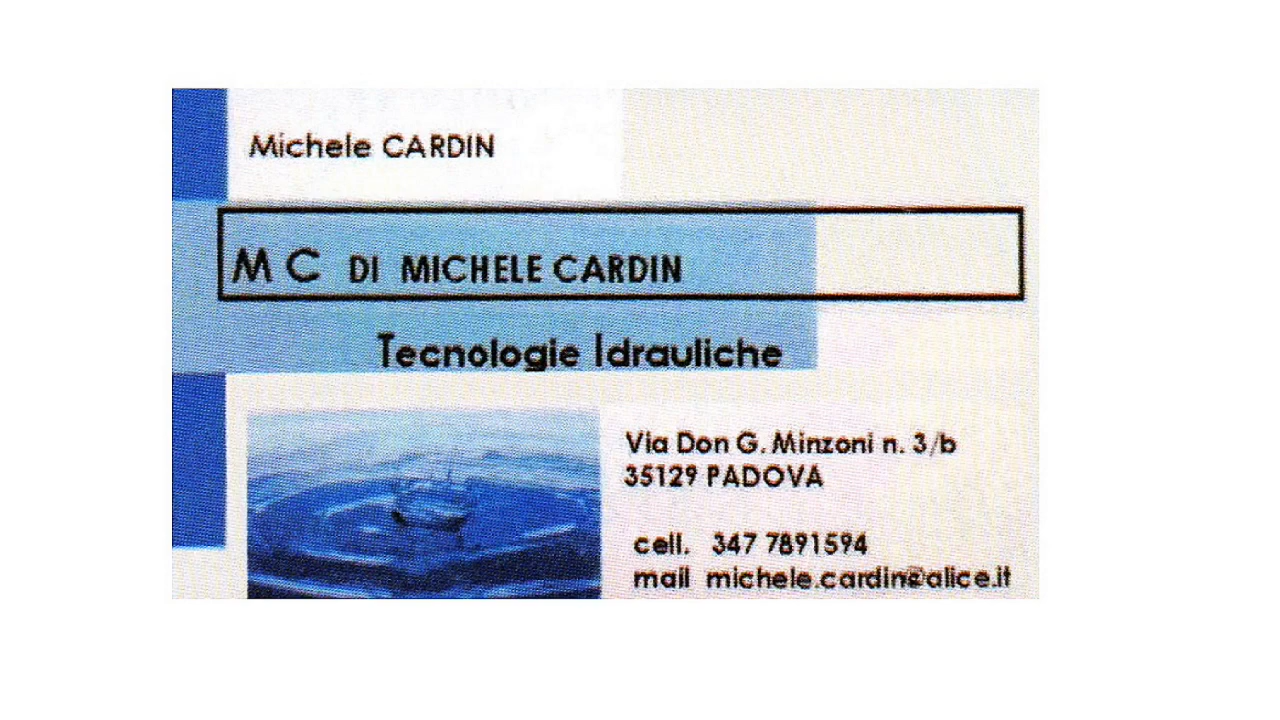 Michele CARDIN
M C DI MICHELE CARDIN
Tecnologie Idrauliche
Via Don G. Minzoni n. 3/b
35129 PADOVA
cell. 347 7891594
mail michele.cardin@alice.it